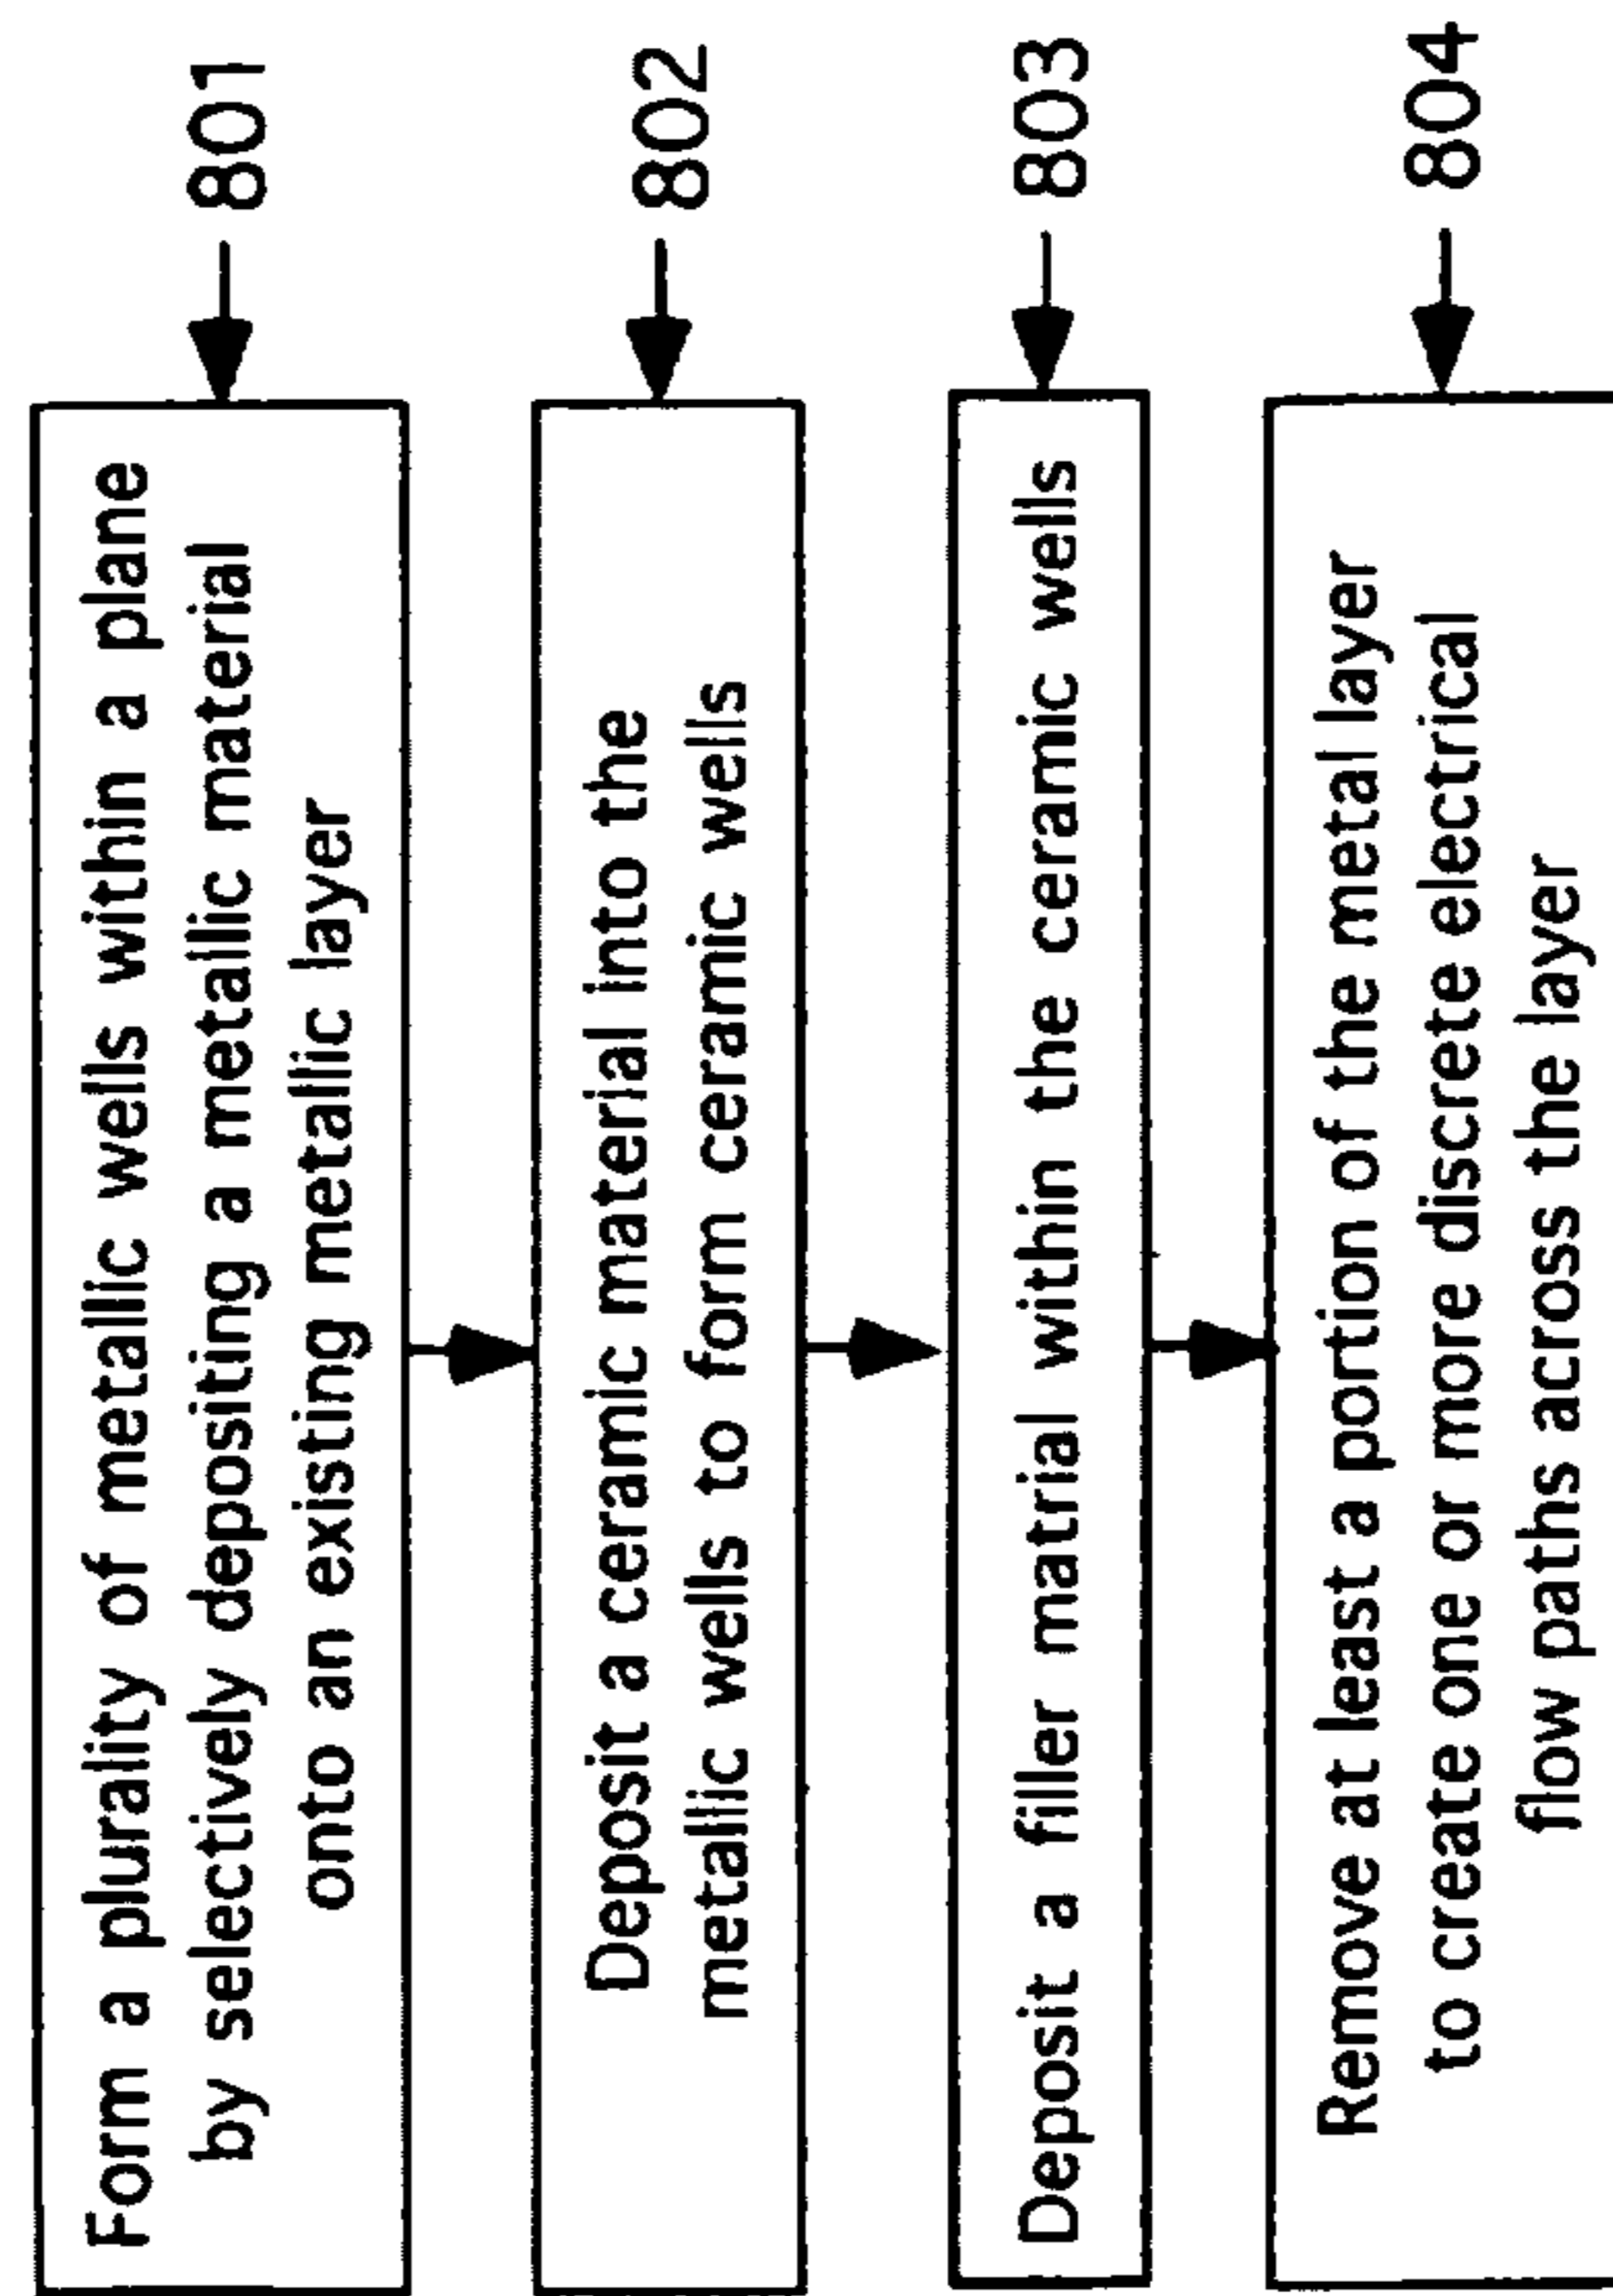 Form a plurality of metallic wells within a plane
by selectively depositing a metallic material
onto an existing metallic layer
801
Deposit a ceramic material into the
metallic wells to form ceramic wells
802
Deposit a filler matrial within the ceramic wells
803
Remove at least a portion of the metal layer
to create one or more discrete electrical
flow paths across the layer
804